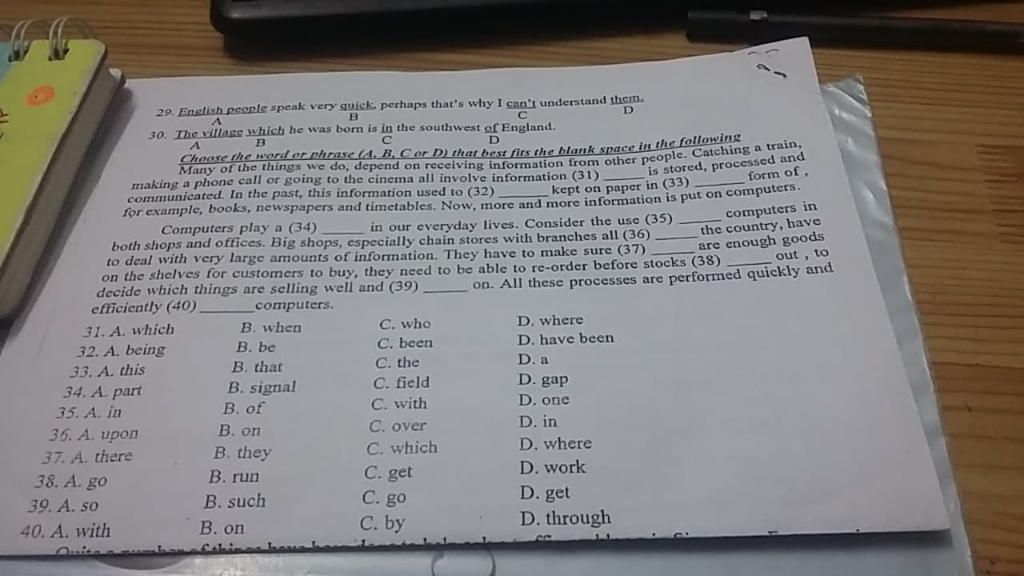 29. English people speak very quick, perhaps that's why I can't understand them.
A B C D
30. The village which he was born is in the southwest of England.
A B C D
Choose the word or phrase (A, B, C or D) that best fits the blank space in the following
Many of the things we do, depend on receiving information from other people. Catching a train,
making a phone call or going to the cinema all involve information (31) _____ is stored, processed and
communicated. In the past, this information used to (32) _____ kept on paper in (33) _____ form of ,
for example, books, newspapers and timetables. Now, more and more information is put on computers.
Computers play a (34) _____ in our everyday lives. Consider the use (35) _____ computers in
both shops and offices. Big shops, especially chain stores with branches all (36) _____ the country, have
to deal with very large amounts of information. They have to make sure (37) _____ are enough goods
on the shelves for customers to buy, they need to be able to re-order before stocks (38) _____ out , to
decide which things are selling well and (39) _____ on. All these processes are performed quickly and
efficiently (40) _____ computers.
31. A. which B. when C. who D. where
32. A. being B. be C. been D. have been
33. A. this B. that C. the D. a
34. A. part B. signal C. field D. gap
35. A. in B. of C. with D. one
36. A. upon B. on C. over D. in
37. A. there B. they C. which D. where
38. A. go B. run C. get D. work
39. A. so B. such C. go D. get
40. A. with B. on C. by D. through